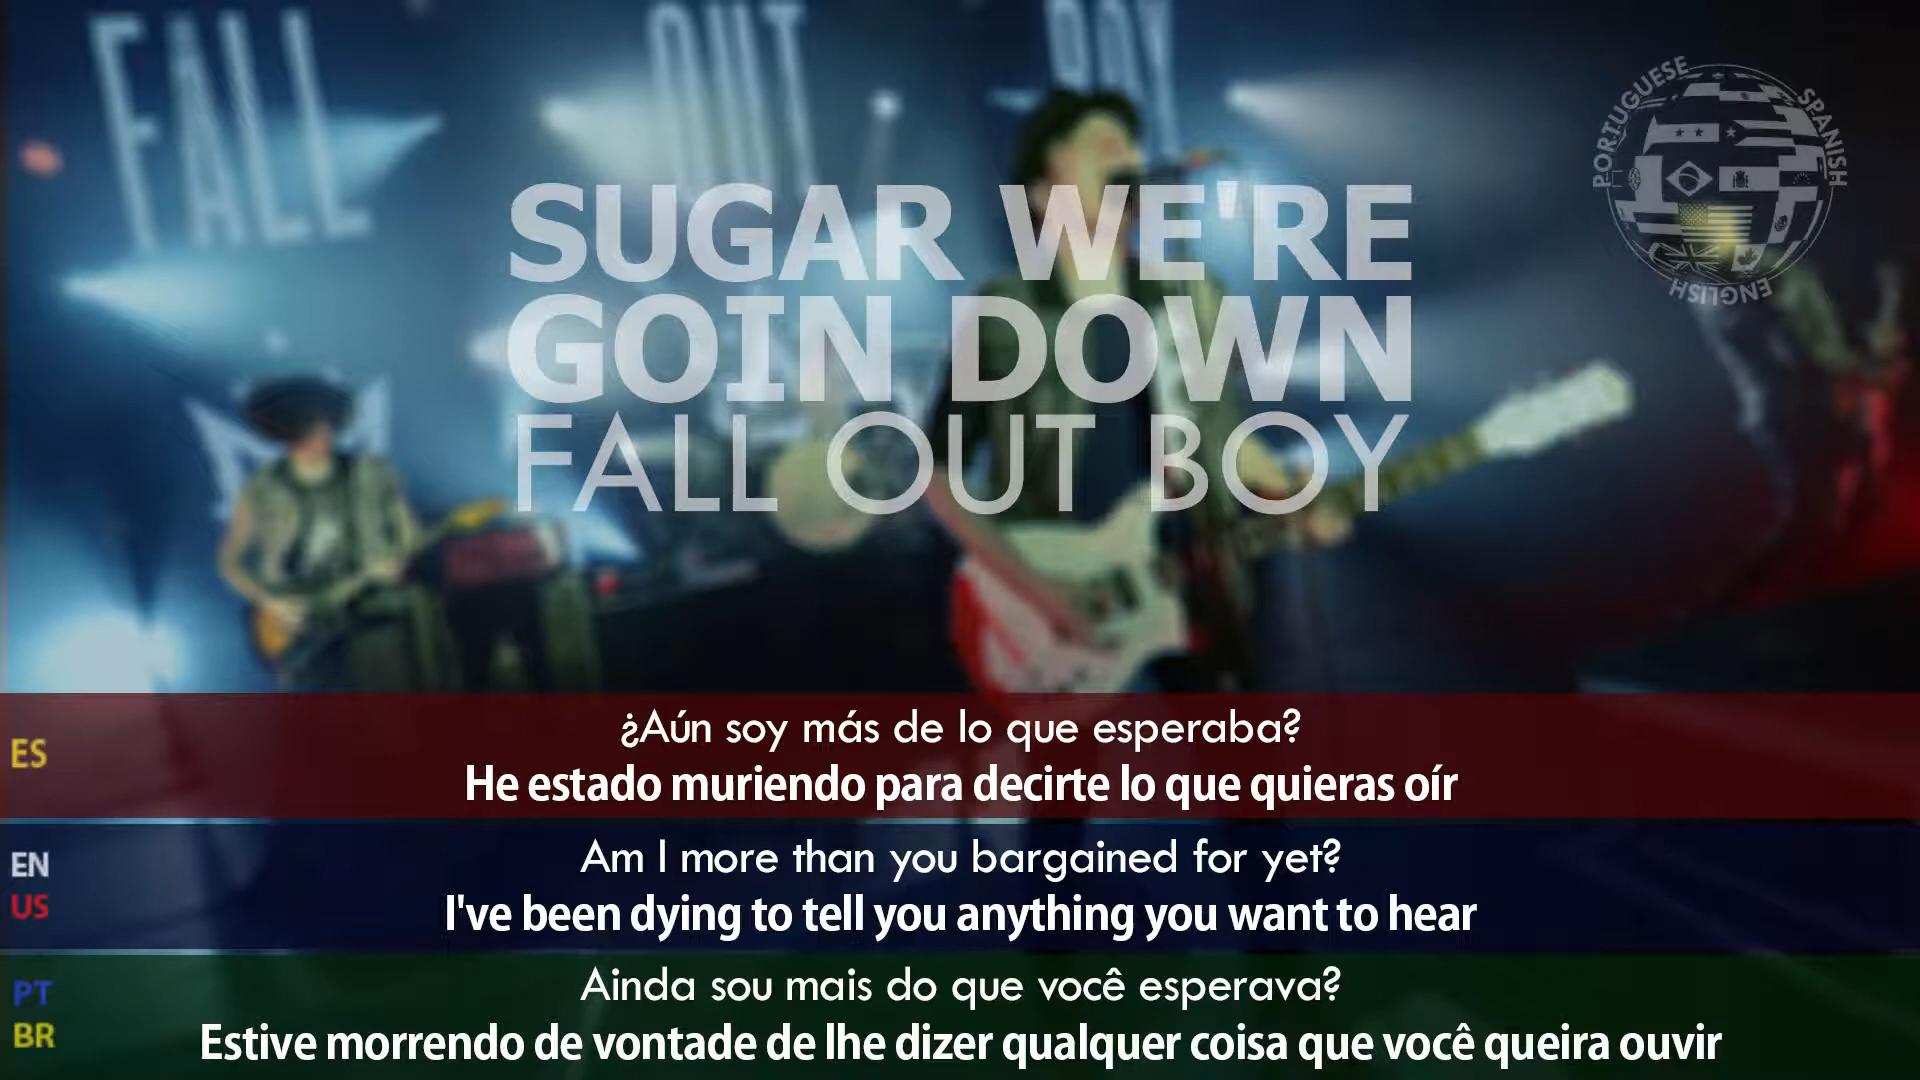 FALL OUT BOY
PORTUGUESE
SPANISH
ENGLISH
SUGAR WE'RE
GOIN DOWN
FALL OUT BOY
ES
¿Aún soy más de lo que esperaba?
He estado muriendo para decirte lo que quieras oír
EN
US
Am I more than you bargained for yet?
I've been dying to tell you anything you want to hear
PT
BR
Ainda sou mais do que você esperava?
Estive morrendo de vontade de lhe dizer qualquer coisa que você queira ouvir